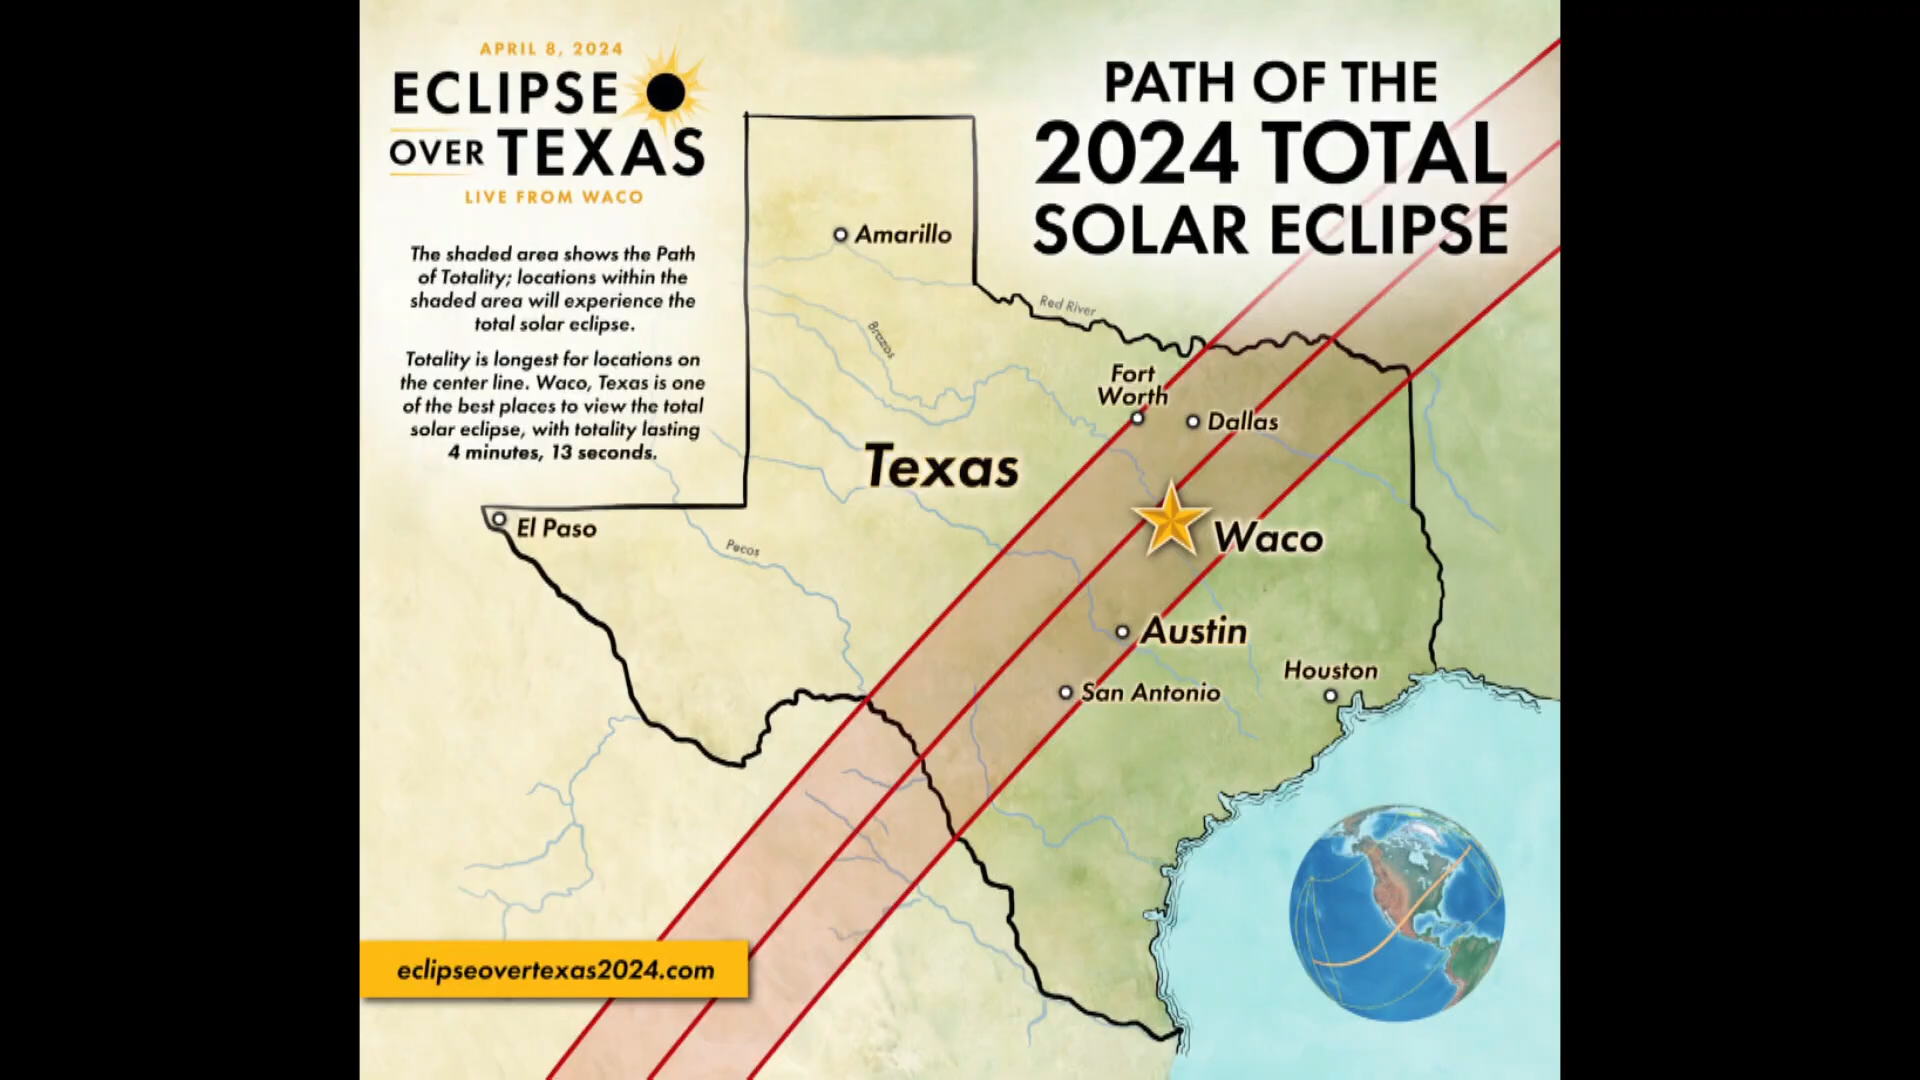 APRIL 8, 2024
ECLIPSE
OVER TEXAS
LIVE FROM WACO
The shaded area shows the Path
of Totality; locations within the
shaded area will experience the
total solar eclipse.
Totality is longest for locations on
the center line. Waco, Texas is one
of the best places to view the total
solar eclipse, with totality lasting
4 minutes, 13 seconds.
PATH OF THE
2024 TOTAL
SOLAR ECLIPSE
Amarillo
Red River
Brazos
Fort
Worth
Dallas
Texas
El Paso
Waco
Pecos
Austin
Houston
San Antonio
eclipseovertexas2024.com